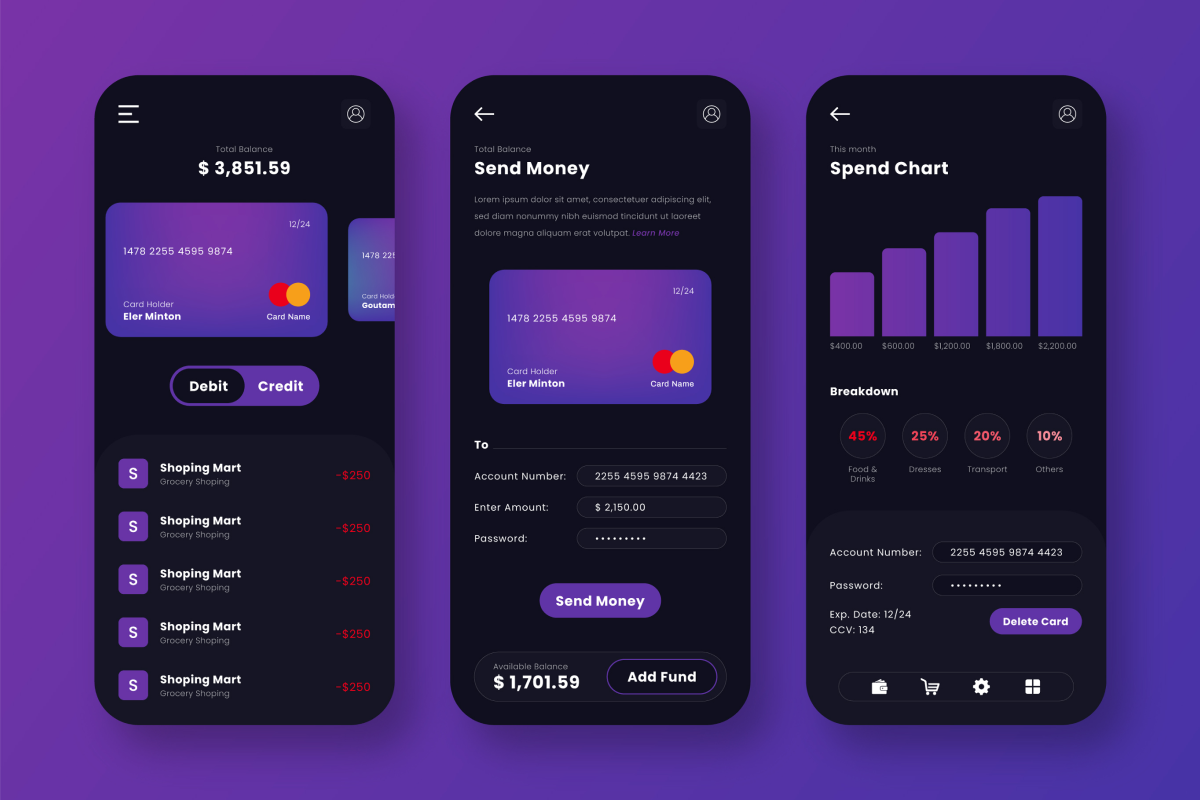 Total Balance
$ 3,851.59
12/24
1478 2255 4595 9874
Card Holder
Eler Minton
Card Name
1478 225
Card Hold
Goutam
Debit
Credit
S
Shoping Mart
Grocery Shoping
-$250
S
Shoping Mart
Grocery Shoping
-$250
S
Shoping Mart
Grocery Shoping
-$250
S
Shoping Mart
Grocery Shoping
-$250
S
Shoping Mart
Grocery Shoping
-$250
Total Balance
Send Money
Lorem ipsum dolor sit amet, consectetuer adipiscing elit,
sed diam nonummy nibh euismod tincidunt ut laoreet
dolore magna aliquam erat volutpat. Learn More
12/24
1478 2255 4595 9874
Card Holder
Eler Minton
Card Name
To
Account Number: 2255 4595 9874 4423
Enter Amount: $ 2,150.00
Password: •••••••••
Send Money
Available Balance
$ 1,701.59
Add Fund
This month
Spend Chart
$400.00 $600.00 $1,200.00 $1,800.00 $2,200.00
Breakdown
45% 25% 20% 10%
Food & Dresses Transport Others
Drinks
Account Number: 2255 4595 9874 4423
Password: •••••••••
Exp. Date: 12/24
CCV: 134
Delete Card